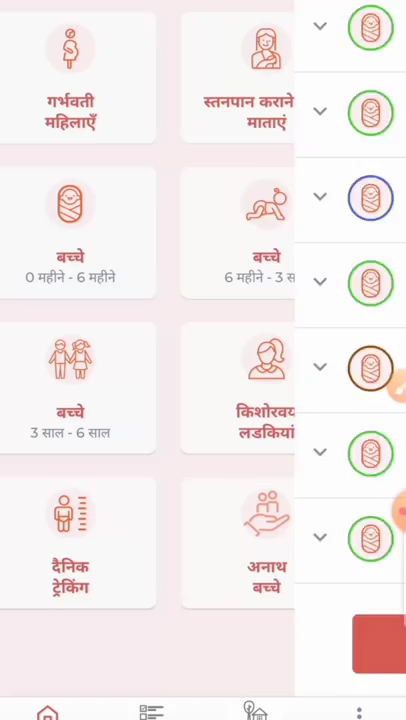 गर्भवती
महिलाएँ
स्तनपान कराने
माताएं
बच्चे
0 महीने - 6 महीने
बच्चे
6 महीने - 3
बच्चे
3 साल - 6 साल
लडकियां
दैनिक
ट्रेकिंग
अनाथ
बच्चे